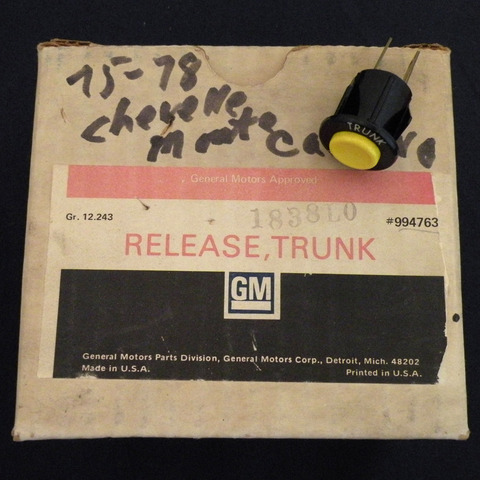 75-78
chevelle
monte carlo
TRUNK
General Motors Approved
Gr. 12.243
1838L0
#994763
RELEASE, TRUNK
GM
General Motors Parts Division, General Motors Corp., Detroit, Mich. 48202
Made in U.S.A. Printed in U.S.A.